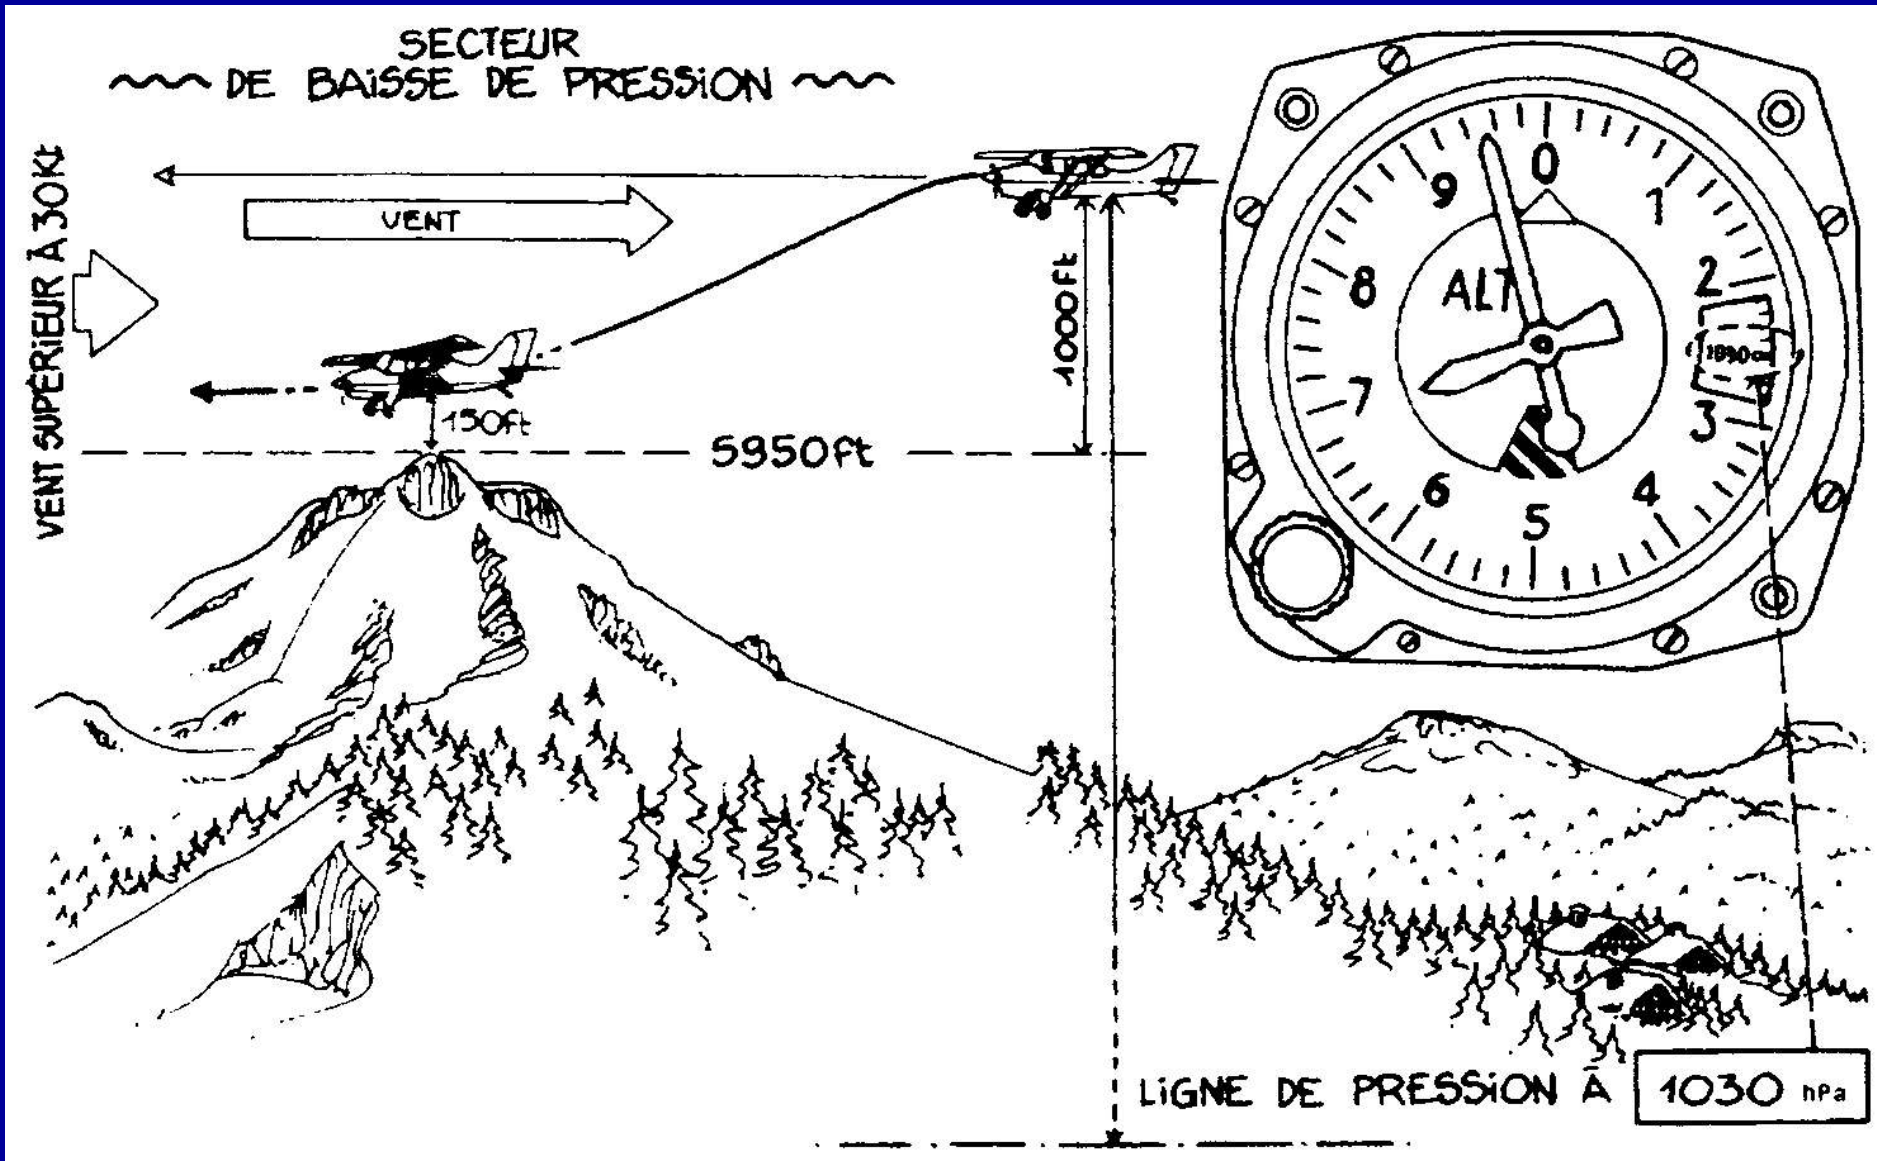 SECTEUR
DE BAiSSE DE PRESSiON
VENT SUPÉRiEUR À 30Kt
VENT
1000ft
150ft
5950ft
0
1
2
3
4
5
6
7
8
9
ALT
1030
LiGNE DE PRESSiON À 1030 hPa